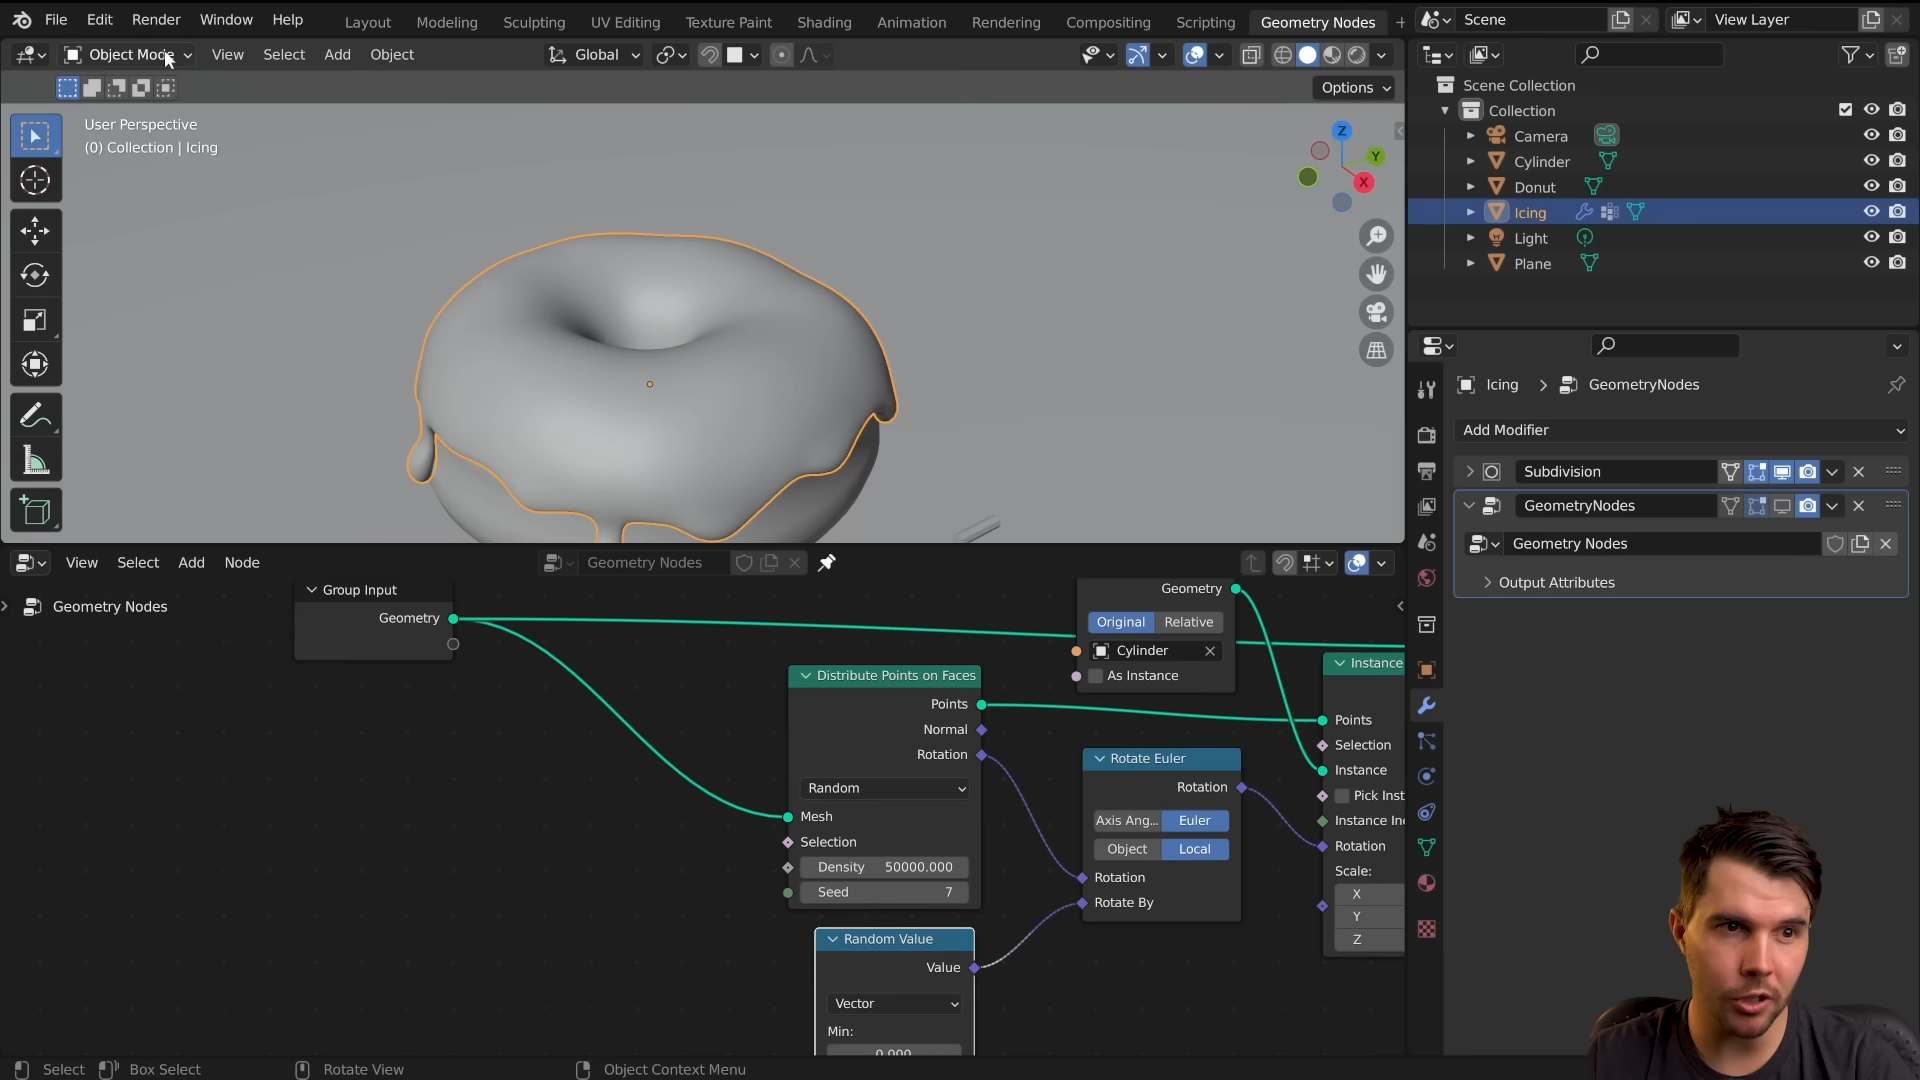 File Edit Render Window Help Layout Modeling Sculpting UV Editing Texture Paint Shading Animation Rendering Compositing Scripting Geometry Nodes + Scene View Layer
Object Mode View Select Add Object Global
Options
User Perspective
(0) Collection | Icing
Z
Y
X
Scene Collection
Collection
Camera
Cylinder
Donut
Icing
Light
Plane
Icing > GeometryNodes
Add Modifier
Subdivision
GeometryNodes
Geometry Nodes
Output Attributes
View Select Add Node Geometry Nodes
Geometry Nodes
Group Input
Geometry
Geometry
Original Relative
Cylinder
As Instance
Distribute Points on Faces
Points
Normal
Rotation
Random
Mesh
Selection
Density 50000.000
Seed 7
Rotate Euler
Rotation
Axis Ang... Euler
Object Local
Rotation
Rotate By
Instance
Points
Selection
Instance
Pick Inst
Instance In
Rotation
Scale:
X
Y
Z
Random Value
Value
Vector
Min:
0.000
Select Box Select Rotate View Object Context Menu